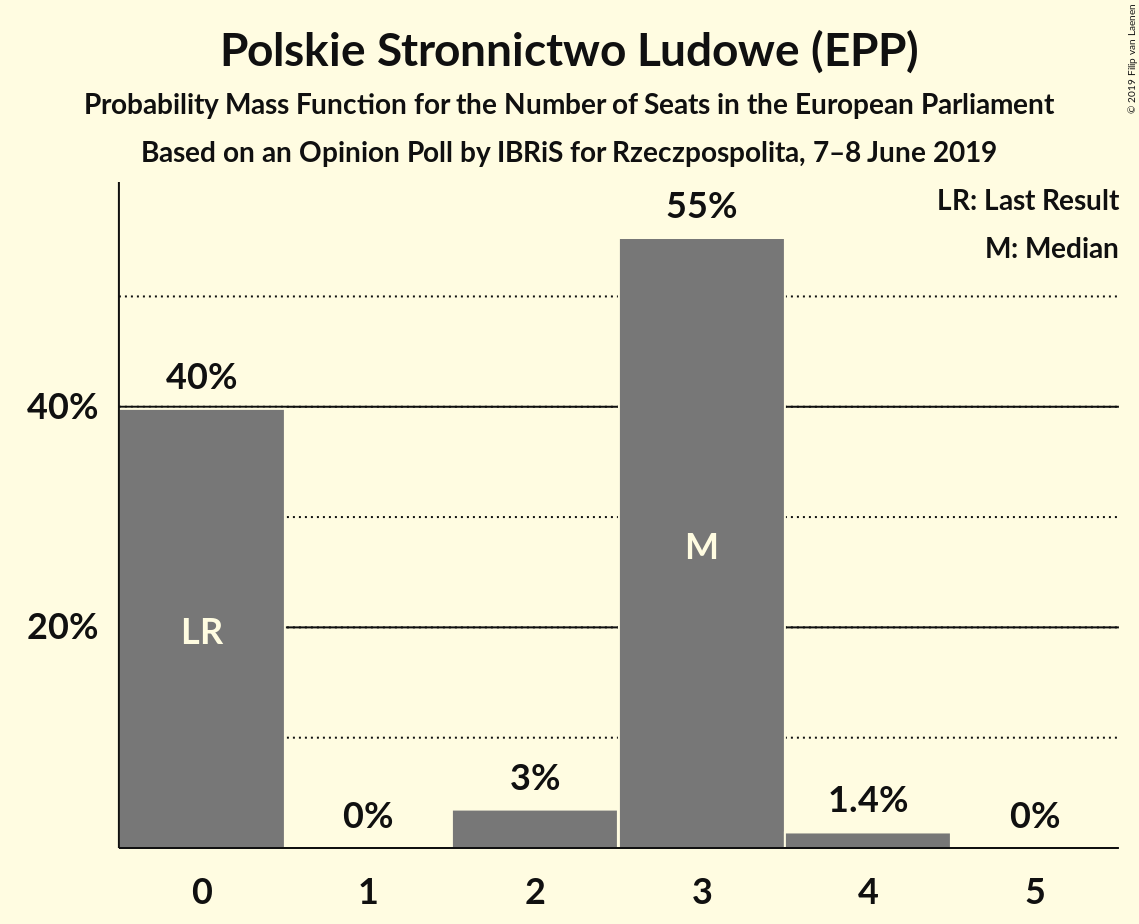 Polskie Stronnictwo Ludowe (EPP)
Probability Mass Function for the Number of Seats in the European Parliament
Based on an Opinion Poll by IBRiS for Rzeczpospolita, 7–8 June 2019
© 2019 Filip van Laenen
LR: Last Result
M: Median
55%
40%
40%
M
20%
LR
3%
1.4%
0%
0%
0 1 2 3 4 5